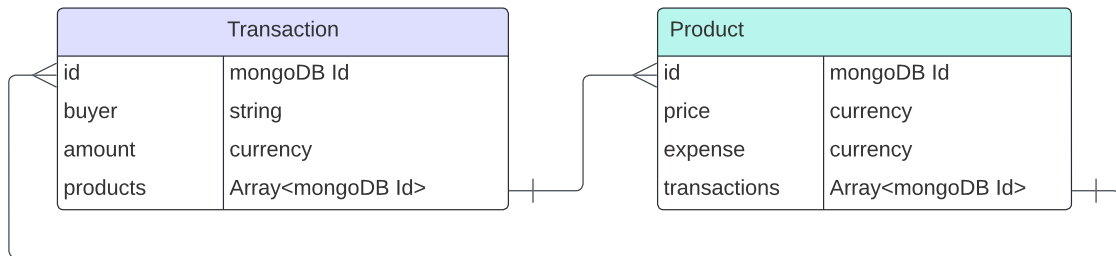 Transaction
id mongoDB Id
buyer string
amount currency
products Array<mongoDB Id>
Product
id mongoDB Id
price currency
expense currency
transactions Array<mongoDB Id>